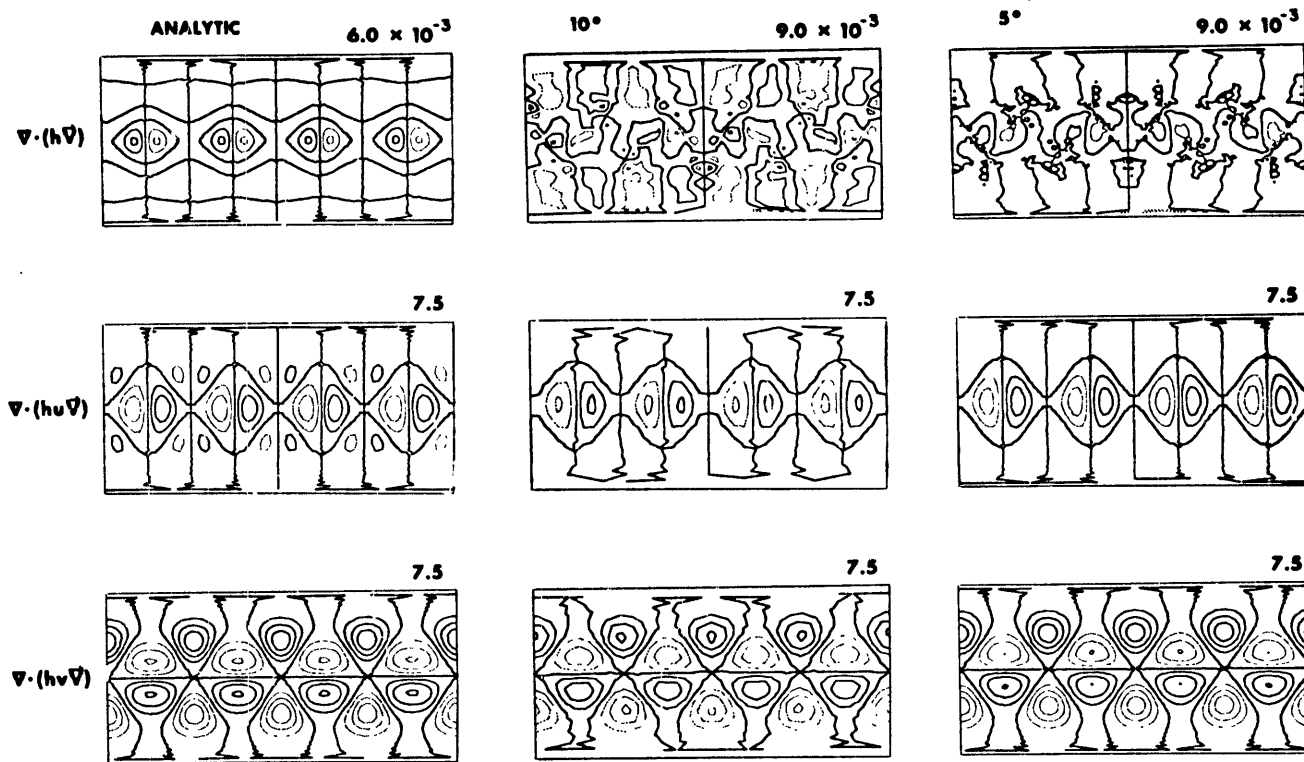 ANALYTIC 6.0 × 10⁻³ 10° 9.0 × 10⁻³ 5° 9.0 × 10⁻³
∇·(hV⃗)
7.5 7.5 7.5
∇·(huV⃗)
7.5 7.5 7.5
∇·(hvV⃗)